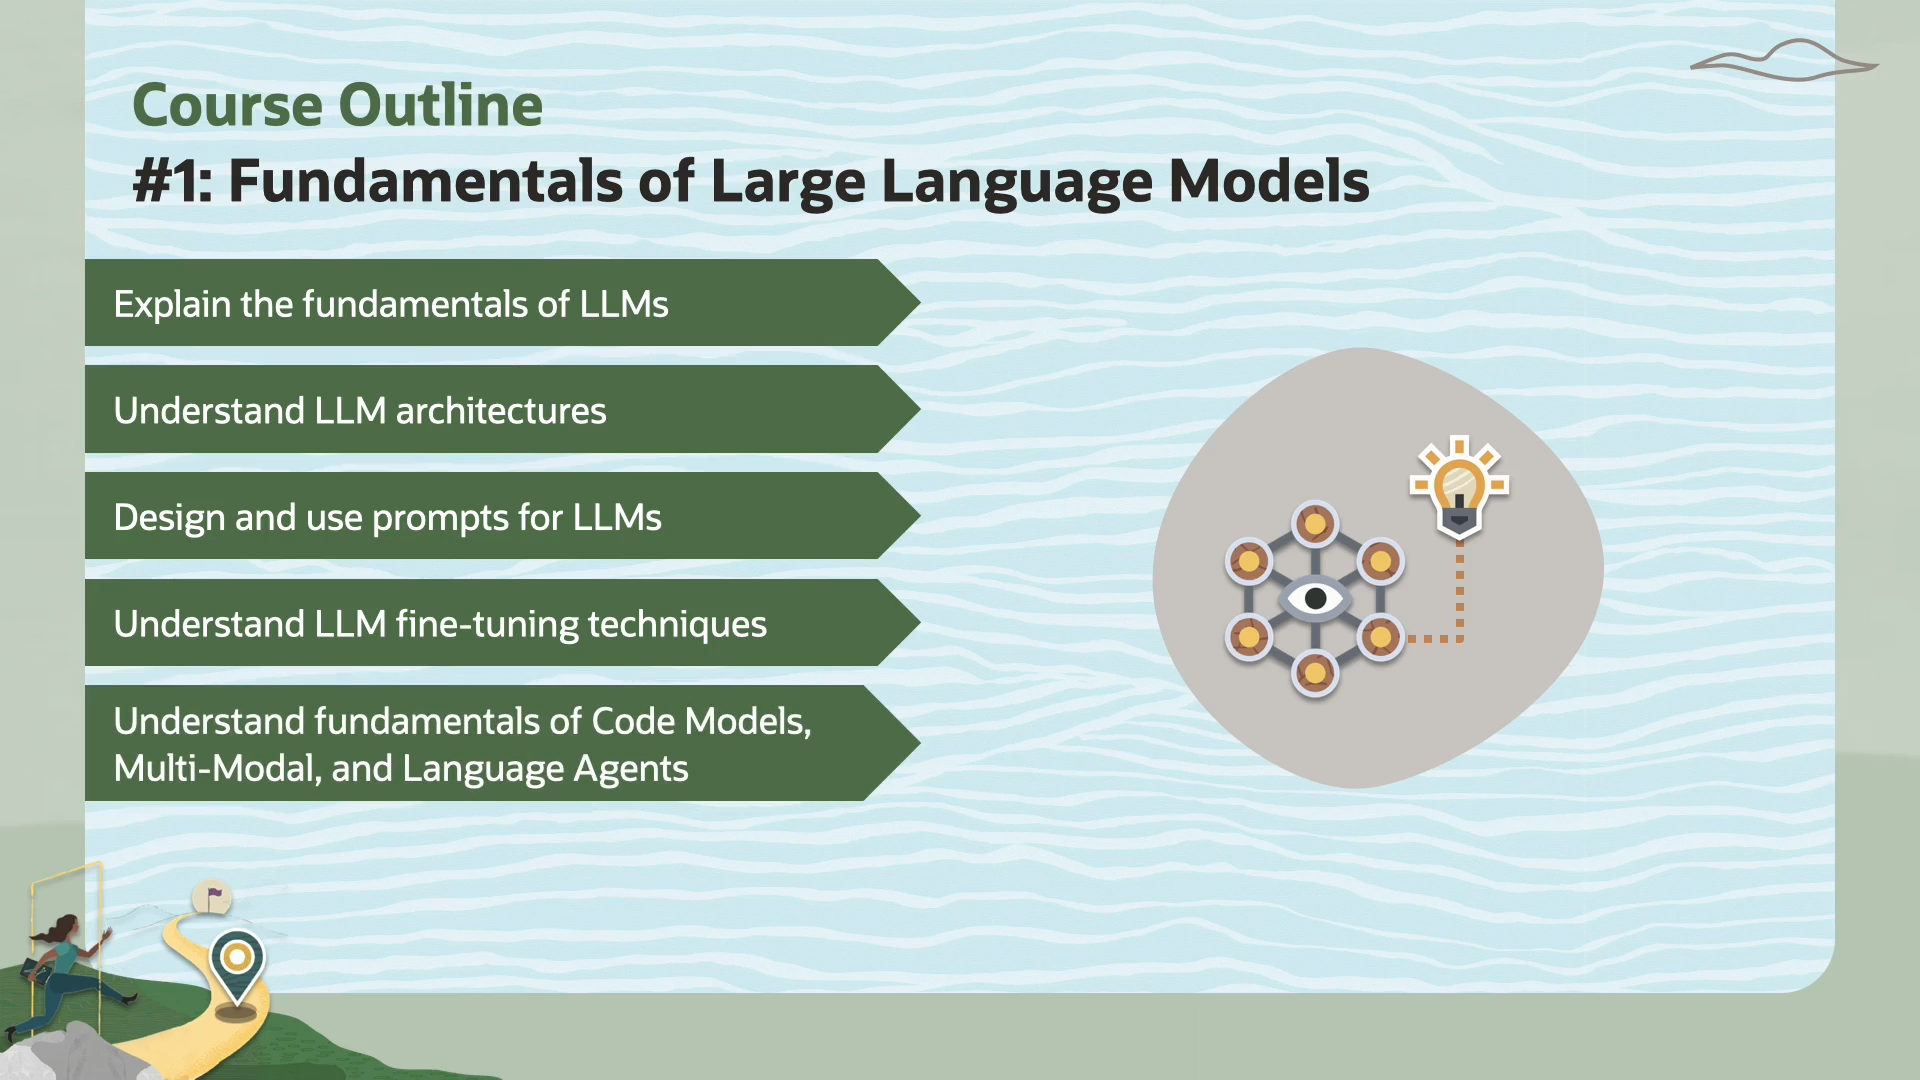 Course Outline
#1: Fundamentals of Large Language Models
Explain the fundamentals of LLMs
Understand LLM architectures
Design and use prompts for LLMs
Understand LLM fine-tuning techniques
Understand fundamentals of Code Models,
Multi-Modal, and Language Agents